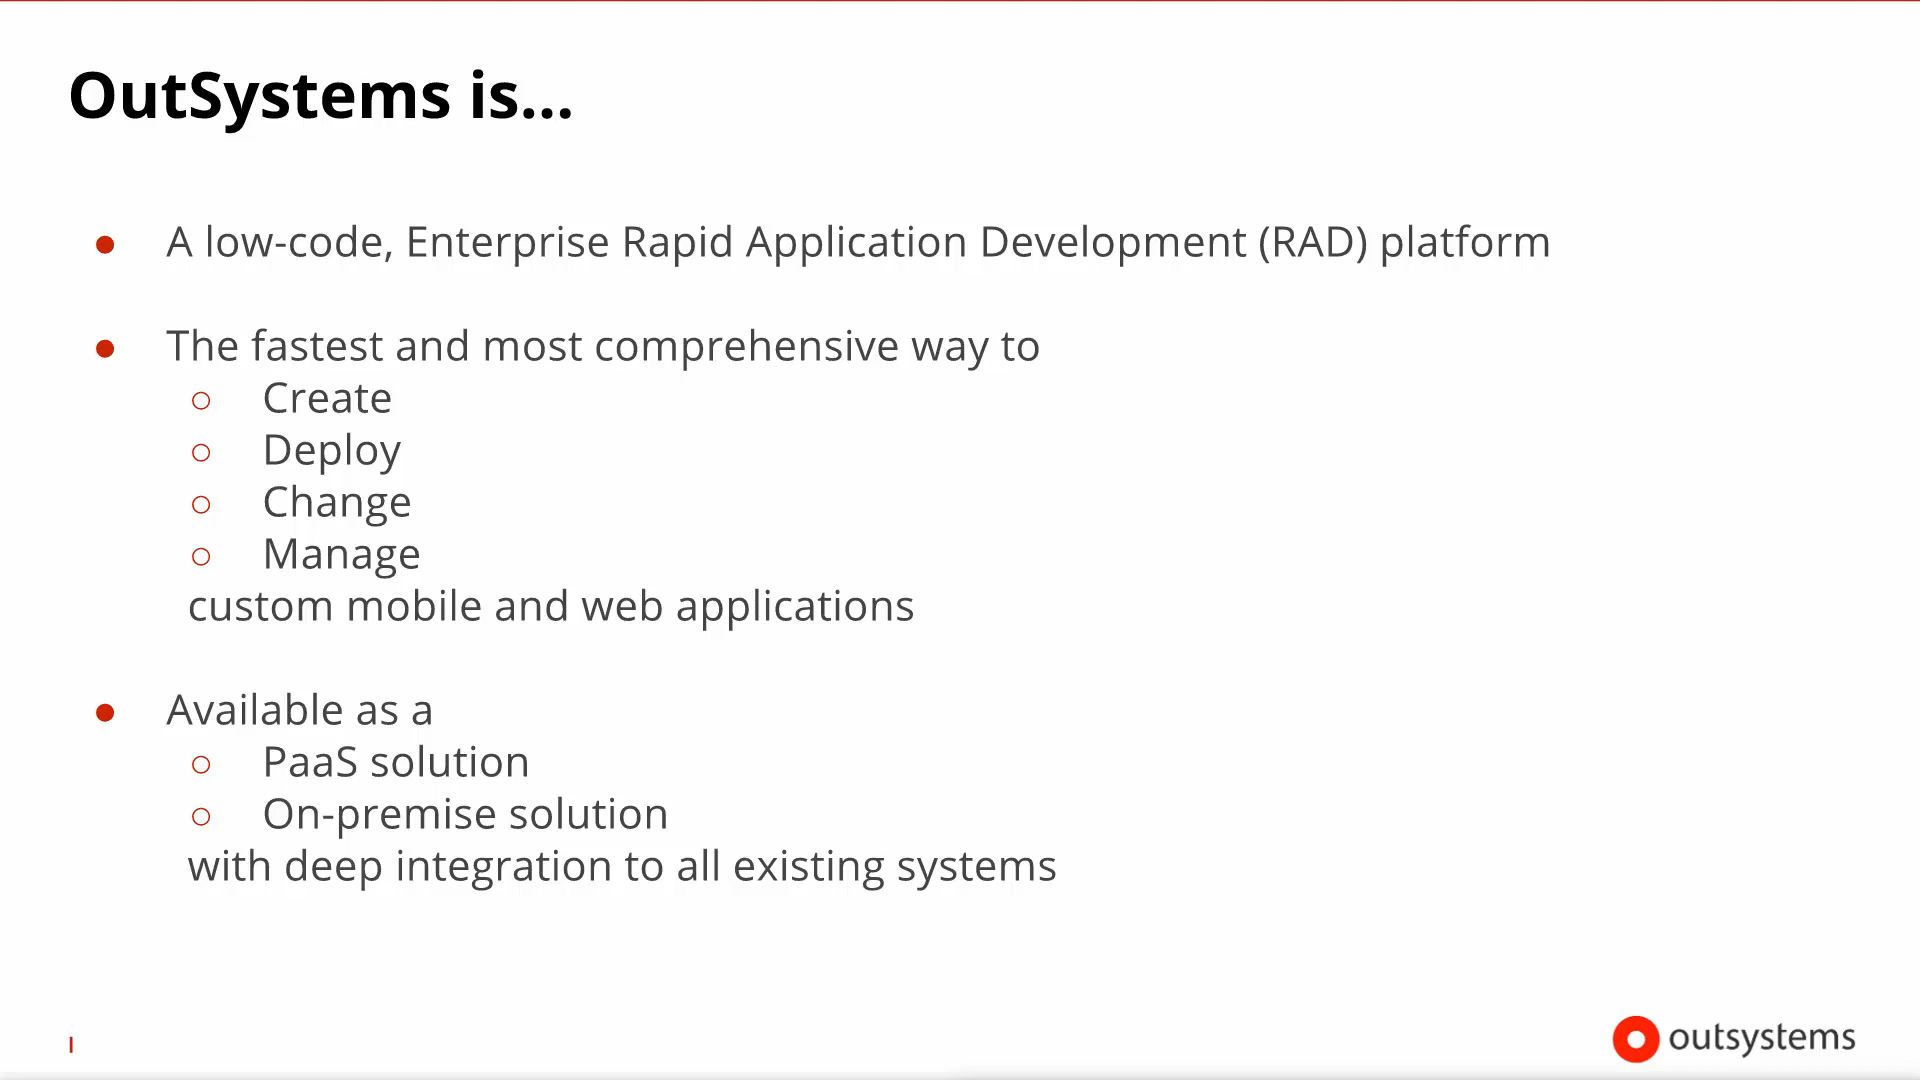 OutSystems is...
● A low-code, Enterprise Rapid Application Development (RAD) platform
● The fastest and most comprehensive way to
○ Create
○ Deploy
○ Change
○ Manage
custom mobile and web applications
● Available as a
○ PaaS solution
○ On-premise solution
with deep integration to all existing systems
outsystems